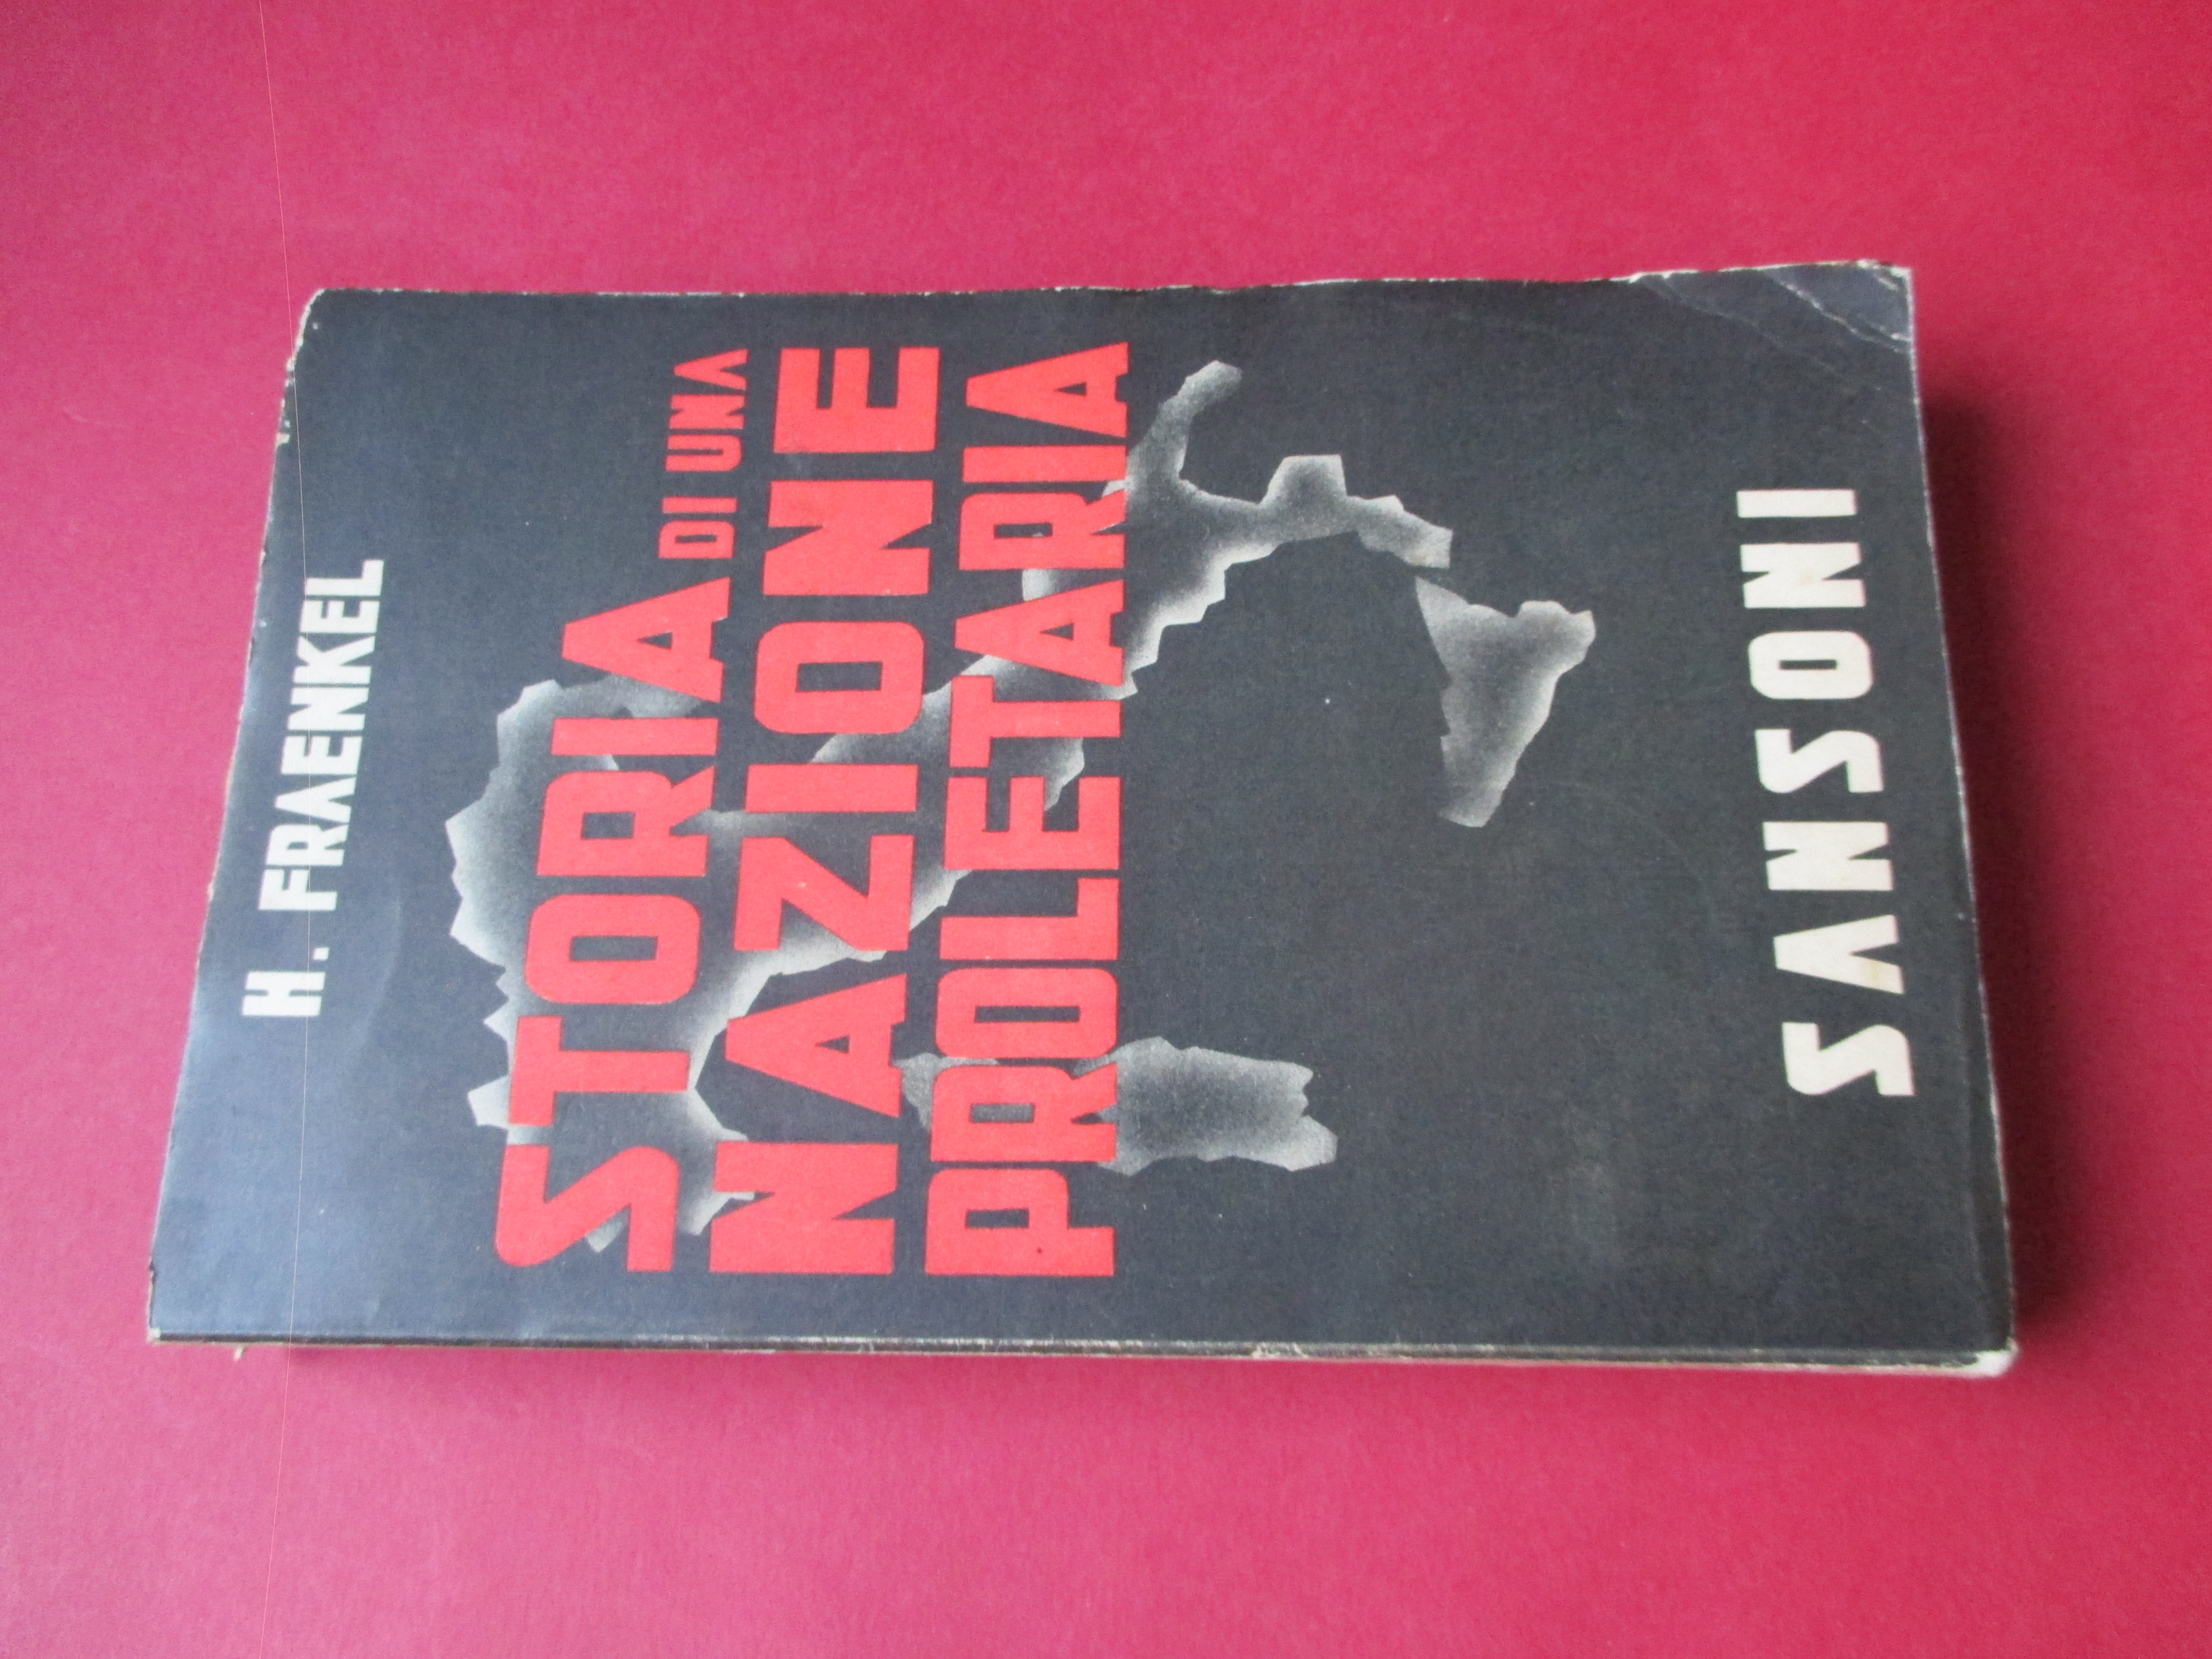 H. FRAENKEL
STORIA DI UNA
NAZIONE
PROLETARIA
SANSONI